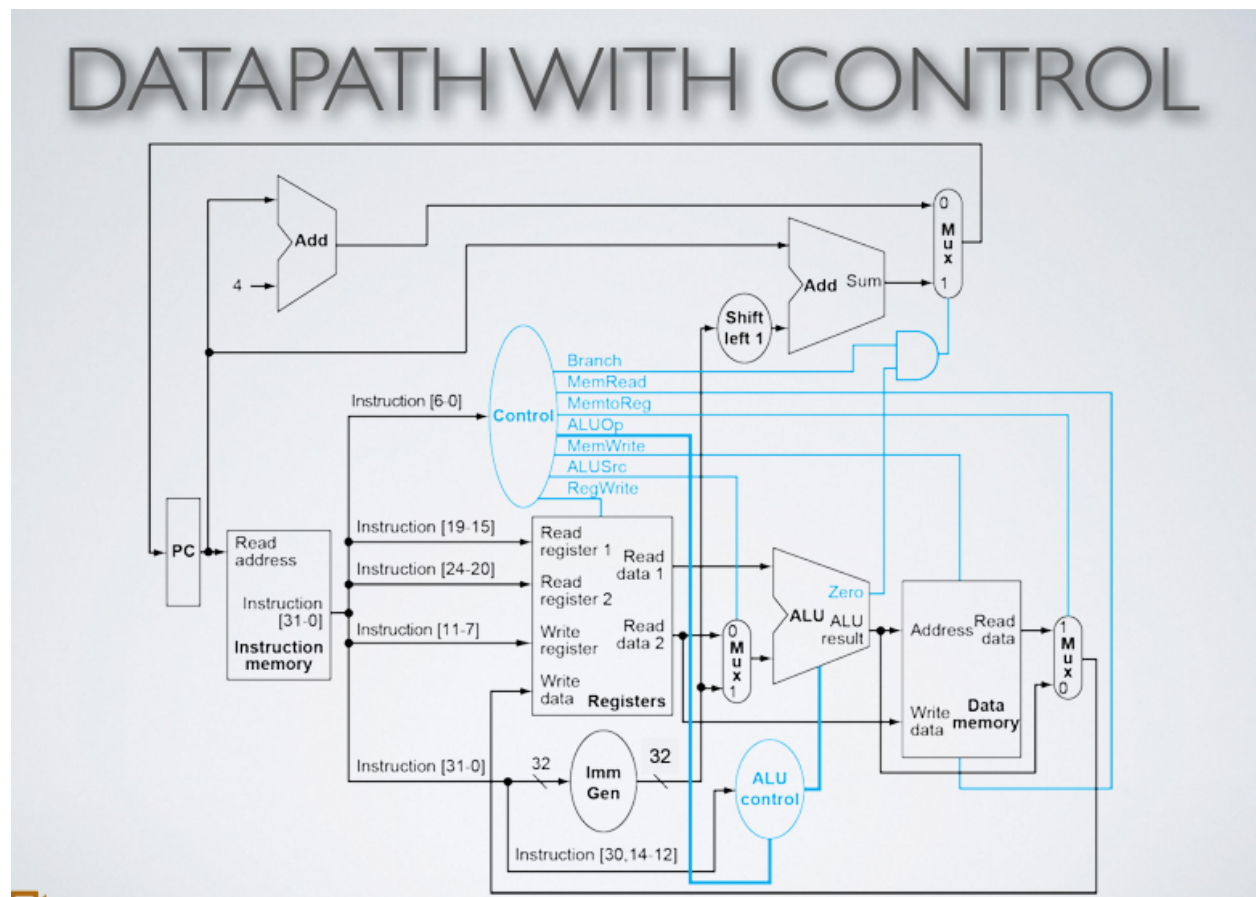 DATAPATH WITH CONTROL
Add
4
Add Sum
0
M
u
x
1
Shift
left 1
Branch
MemRead
MemtoReg
ALUOp
MemWrite
ALUSrc
RegWrite
Instruction [6-0]
Control
PC
Read
address
Instruction
[31-0]
Instruction
memory
Instruction [19-15]
Instruction [24-20]
Instruction [11-7]
Read
register 1
Read
data 1
Read
register 2
Write
register
Read
data 2
Write
data
Registers
0
M
u
x
1
Zero
ALU
ALU
result
Address
Read
data
Write
data
Data
memory
1
M
u
x
0
Instruction [31-0]
32
Imm
Gen
32
ALU
control
Instruction [30,14-12]